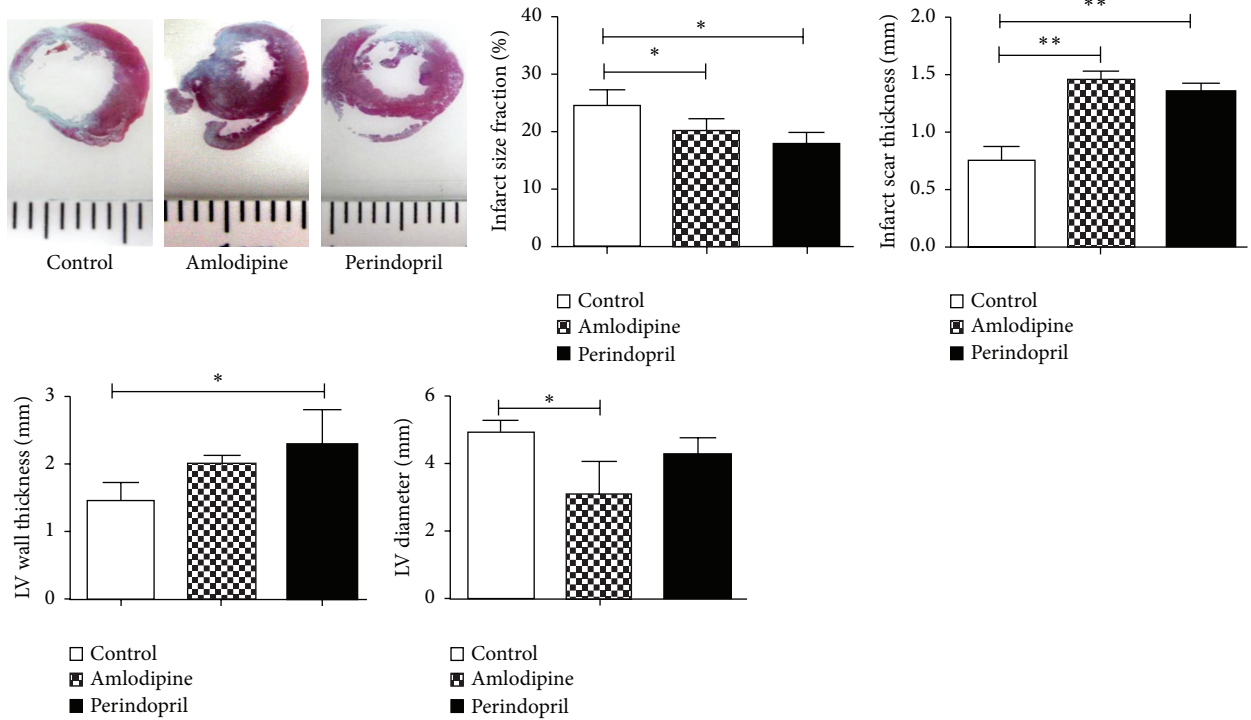 Control
Amlodipine
Perindopril
Infarct size fraction (%)
40
30
20
10
0
*
*
Control
Amlodipine
Perindopril
Infarct scar thickness (mm)
2.0
1.5
1.0
0.5
0.0
**
**
Control
Amlodipine
Perindopril
LV wall thickness (mm)
3
2
1
0
*
Control
Amlodipine
Perindopril
LV diameter (mm)
6
4
2
0
*
Control
Amlodipine
Perindopril